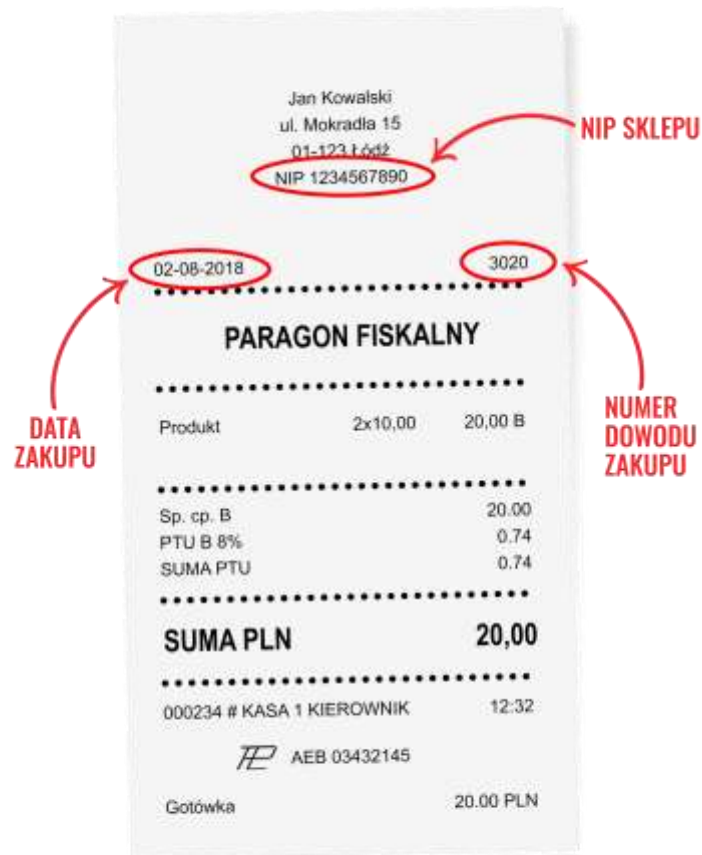 Jan Kowalski
ul. Mokradła 15
01-123 Łódź
NIP 1234567890
NIP SKLEPU
02-08-2018 3020
PARAGON FISKALNY
Produkt 2x10,00 20,00 B
DATA
ZAKUPU
NUMER
DOWODU
ZAKUPU
Sp. cp. B 20.00
PTU B 8% 0.74
SUMA PTU 0.74
SUMA PLN 20,00
000234 # KASA 1 KIEROWNIK 12:32
AEB 03432145
Gotówka 20.00 PLN